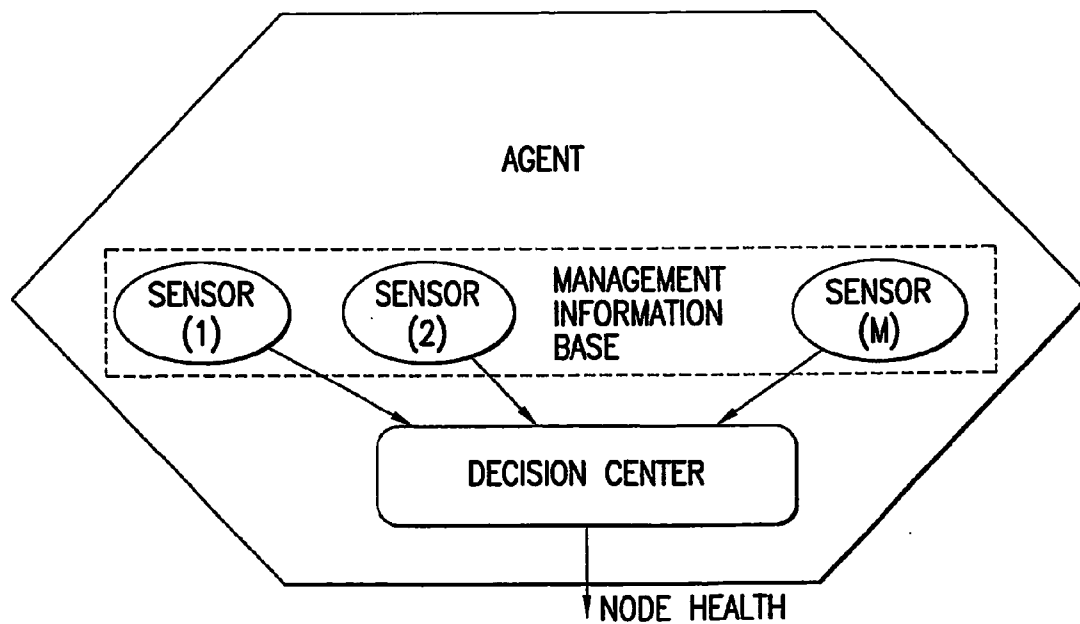 AGENT
SENSOR
(1)
SENSOR
(2)
MANAGEMENT
INFORMATION
BASE
SENSOR
(M)
DECISION CENTER
NODE HEALTH